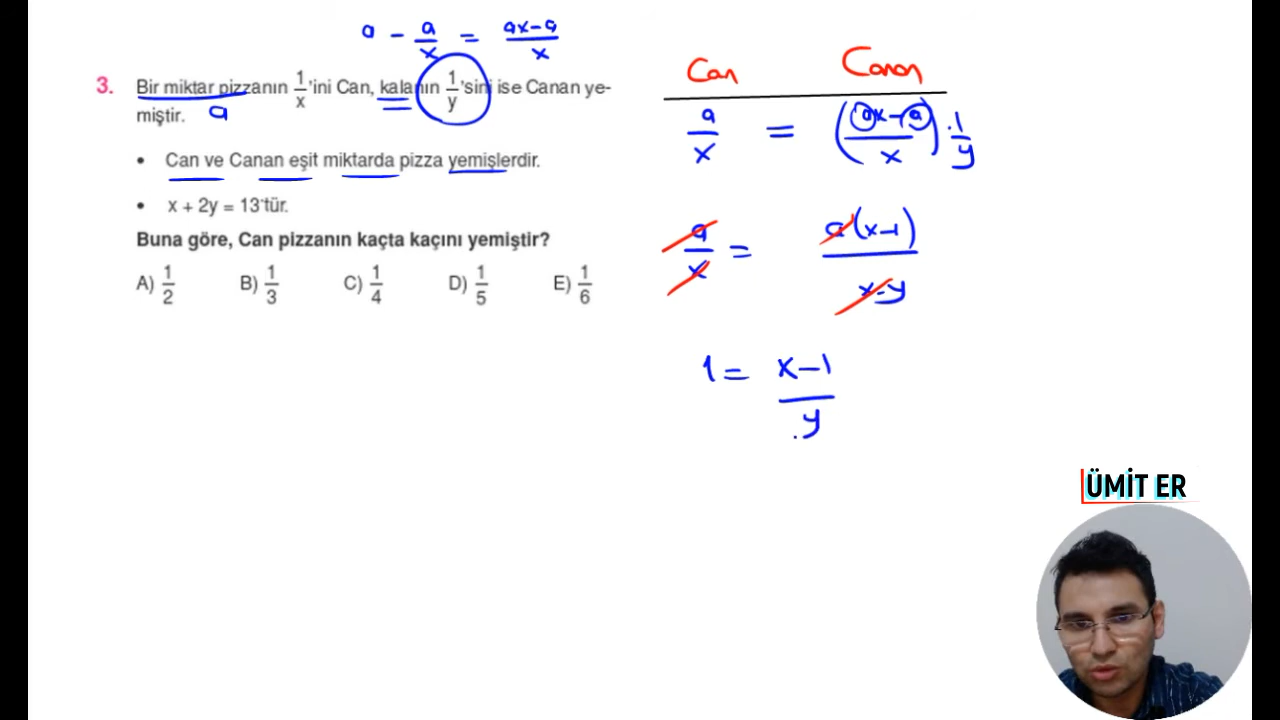 a - a/x = ax-a/x
3. Bir miktar pizzanın 1/x'ini Can, kalanın 1/y'sini ise Canan ye-
miştir. a
• Can ve Canan eşit miktarda pizza yemişlerdir.
• x + 2y = 13'tür.
Buna göre, Can pizzanın kaçta kaçını yemiştir?
A) 1/2 B) 1/3 C) 1/4 D) 1/5 E) 1/6
Can Canan
a/x = (ax-a/x) . 1/y
a/x = a(x-1)/x-y
1 = x-1/y
ÜMİT ER